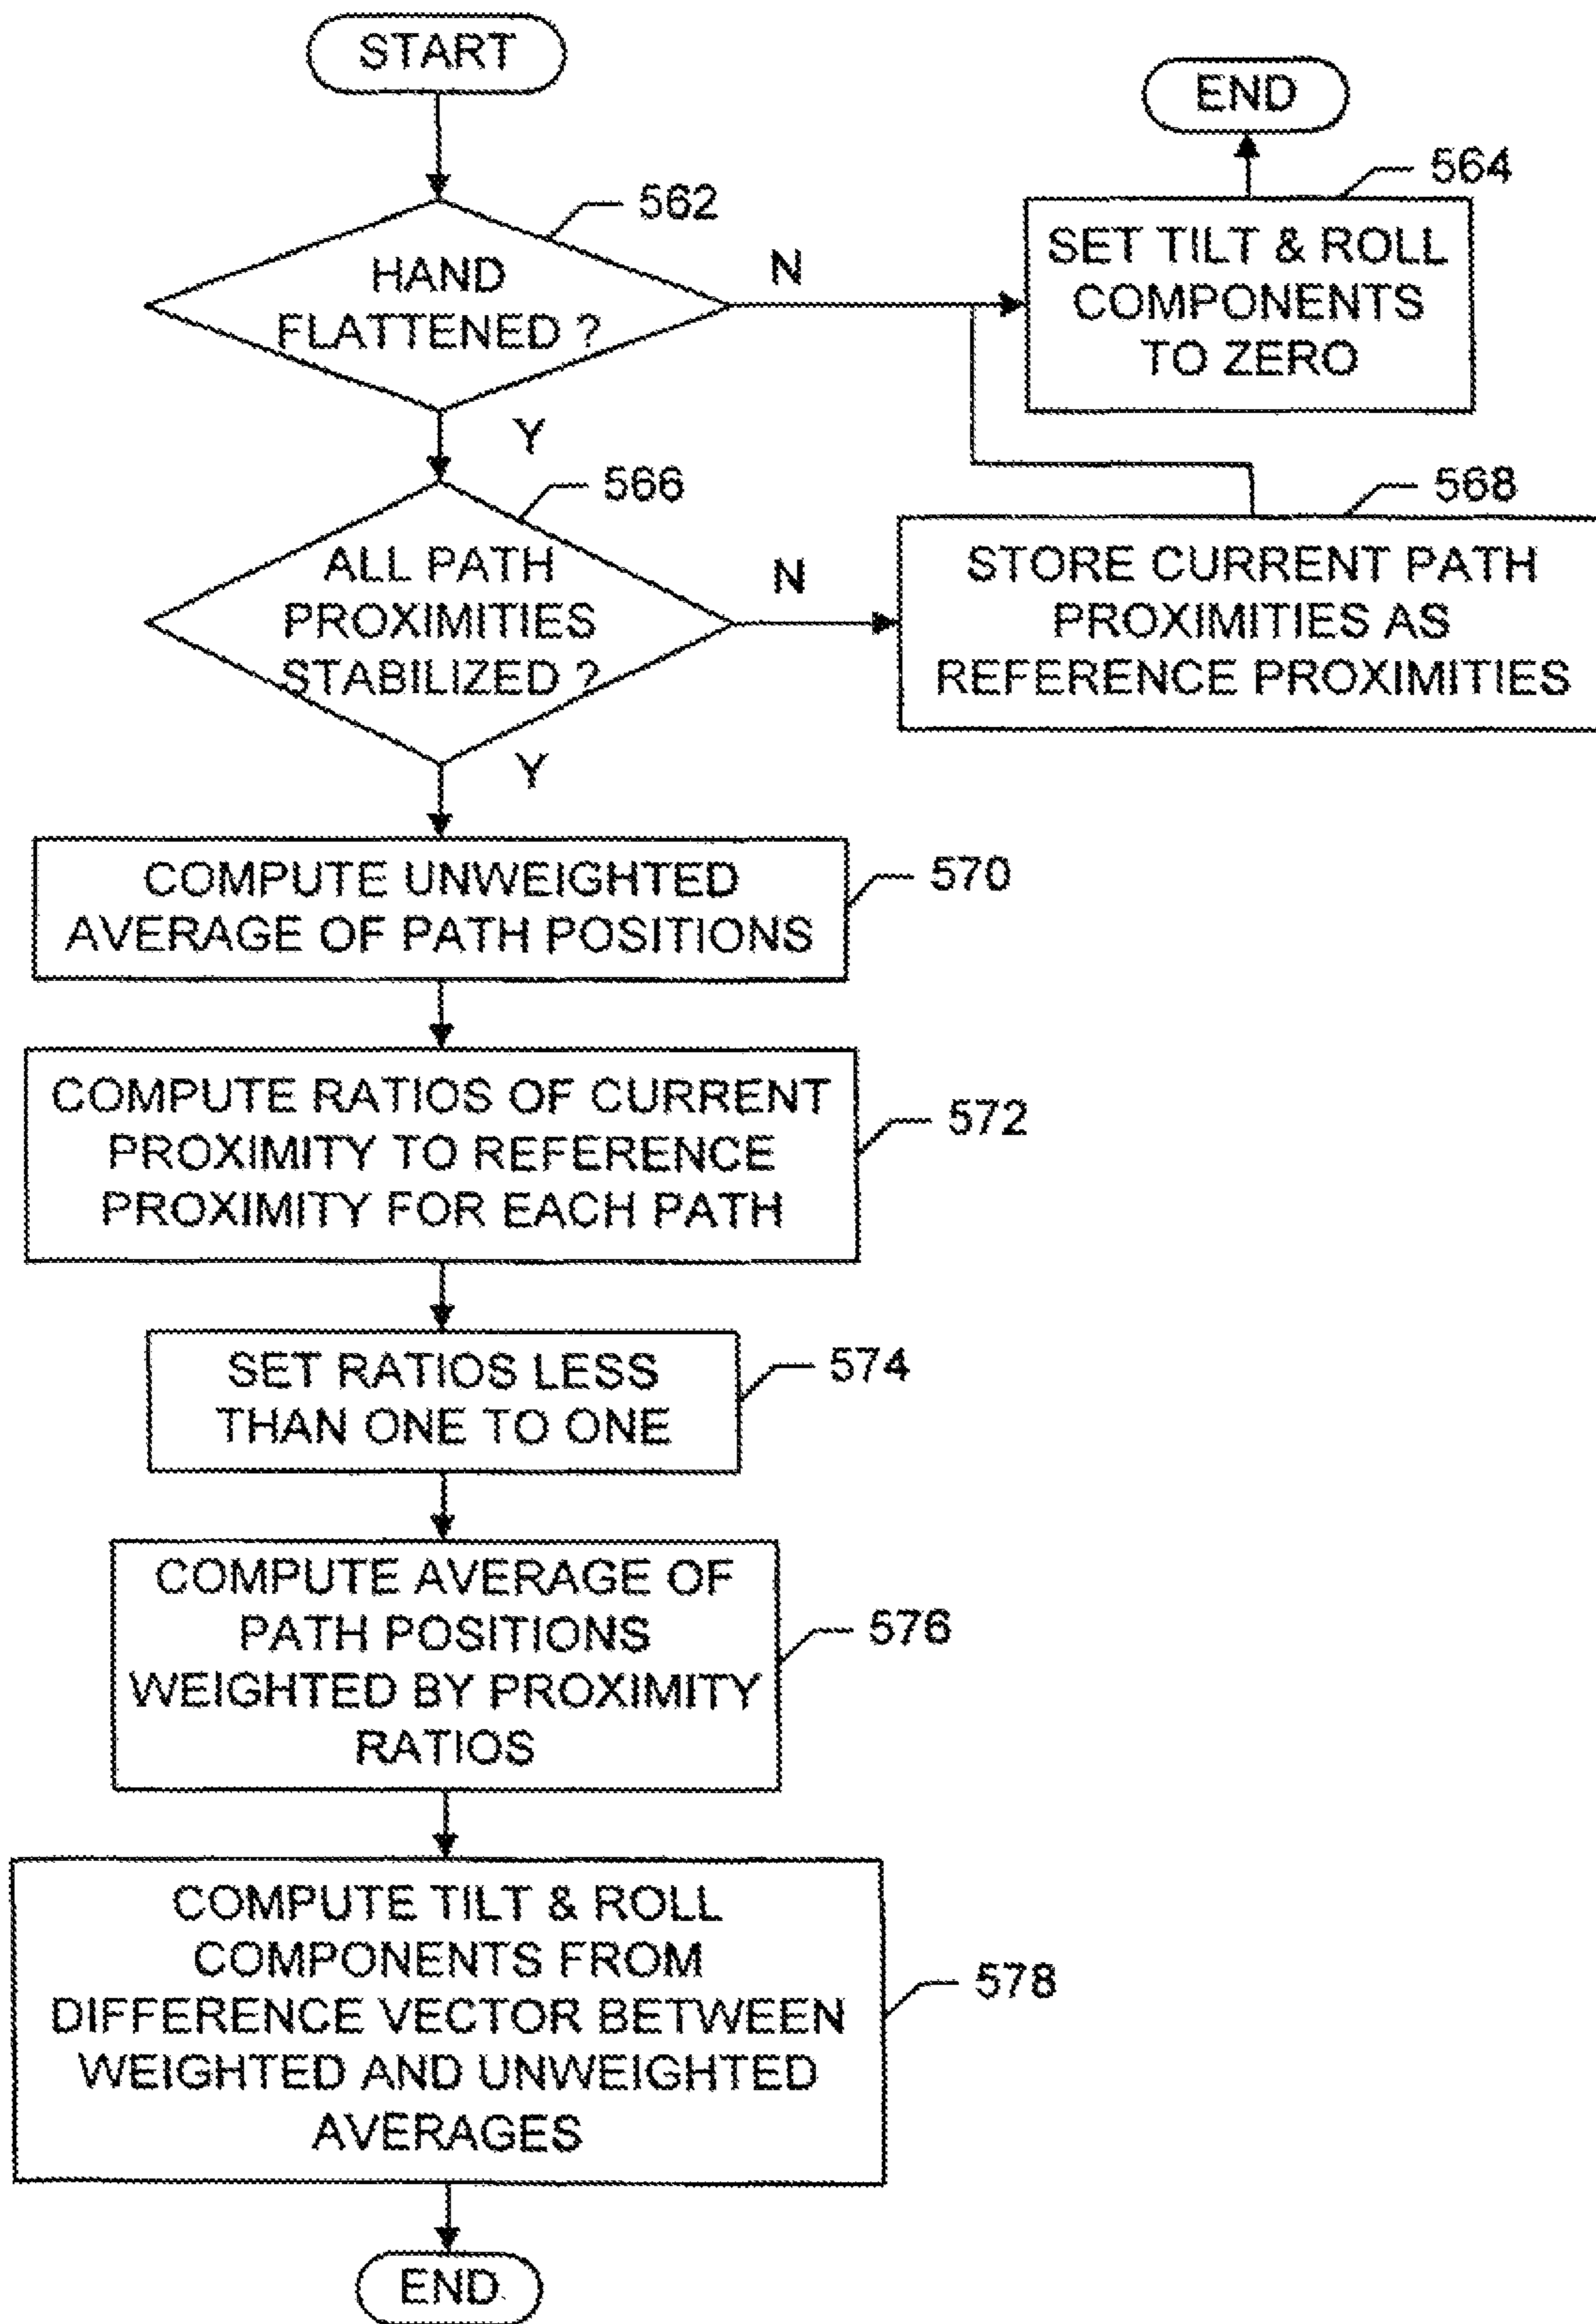 START
END
562
564
HAND
FLATTENED ?
N
SET TILT & ROLL
COMPONENTS
TO ZERO
Y
566
568
ALL PATH
PROXIMITIES
STABILIZED ?
N
STORE CURRENT PATH
PROXIMITIES AS
REFERENCE PROXIMITIES
Y
COMPUTE UNWEIGHTED
AVERAGE OF PATH POSITIONS
570
COMPUTE RATIOS OF CURRENT
PROXIMITY TO REFERENCE
PROXIMITY FOR EACH PATH
572
SET RATIOS LESS
THAN ONE TO ONE
574
COMPUTE AVERAGE OF
PATH POSITIONS
WEIGHTED BY PROXIMITY
RATIOS
576
COMPUTE TILT & ROLL
COMPONENTS FROM
DIFFERENCE VECTOR BETWEEN
WEIGHTED AND UNWEIGHTED
AVERAGES
578
END